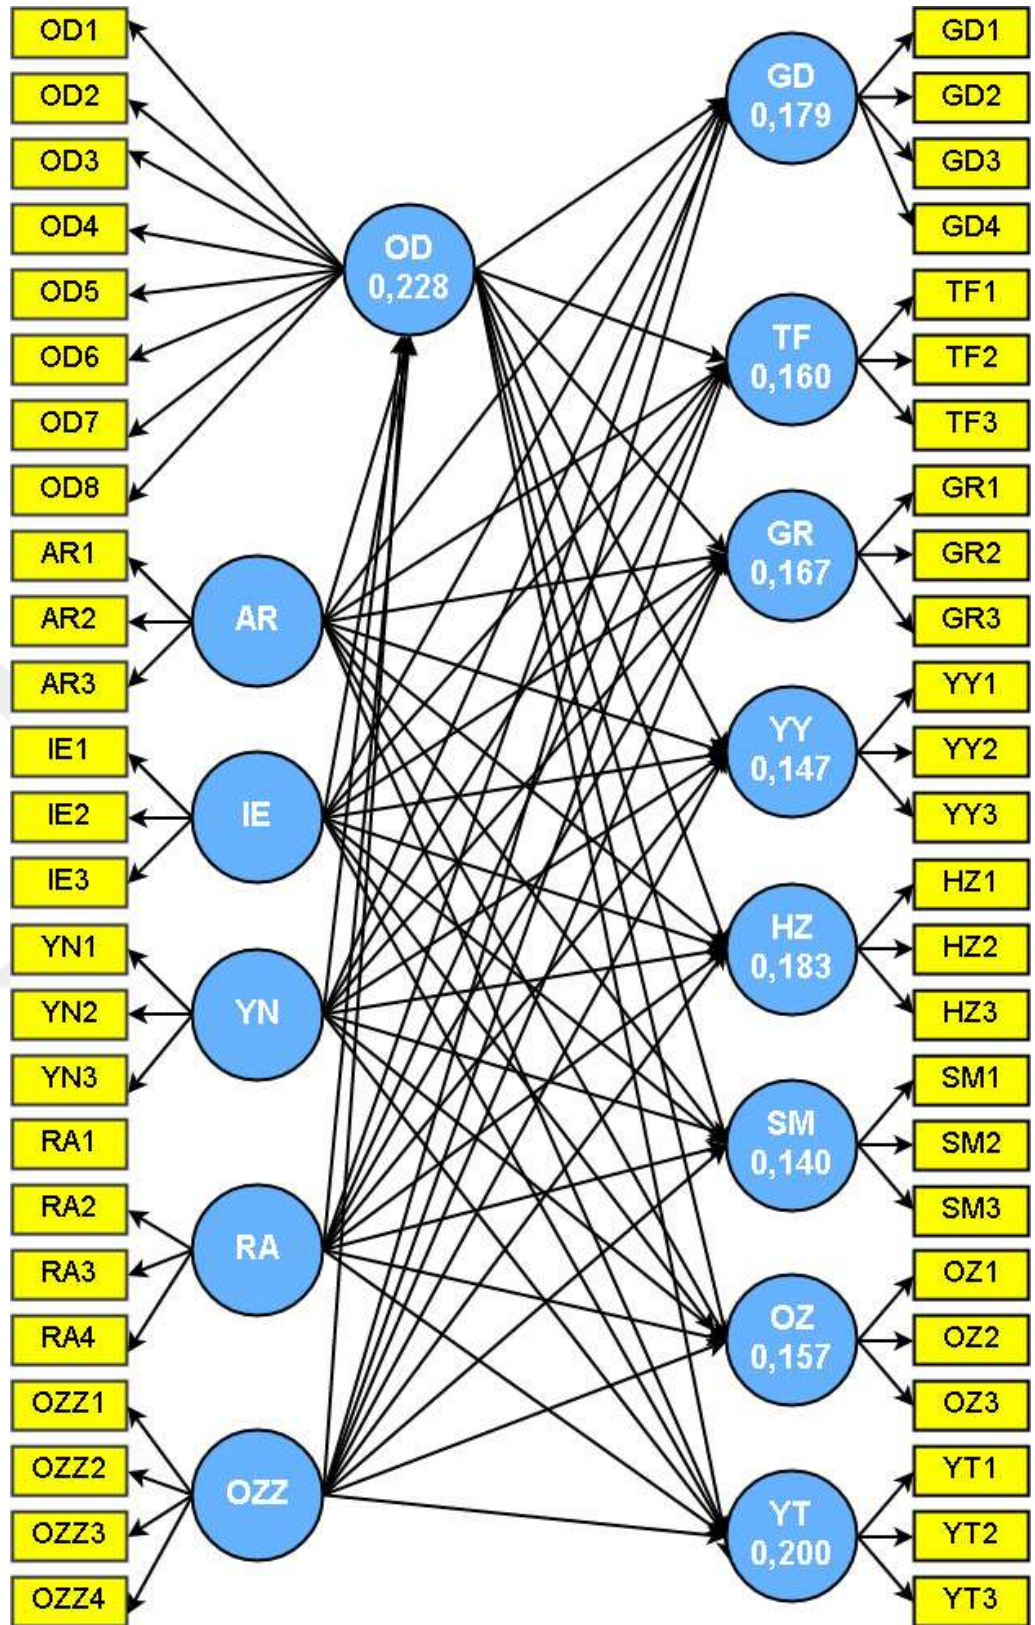 OD1
OD2
OD3
OD4
OD5
OD6
OD7
OD8
AR1
AR2
AR3
IE1
IE2
IE3
YN1
YN2
YN3
RA1
RA2
RA3
RA4
OZZ1
OZZ2
OZZ3
OZZ4
OD
0,228
AR
IE
YN
RA
OZZ
GD
0,179
TF
0,160
GR
0,167
YY
0,147
HZ
0,183
SM
0,140
OZ
0,157
YT
0,200
GD1
GD2
GD3
GD4
TF1
TF2
TF3
GR1
GR2
GR3
YY1
YY2
YY3
HZ1
HZ2
HZ3
SM1
SM2
SM3
OZ1
OZ2
OZ3
YT1
YT2
YT3